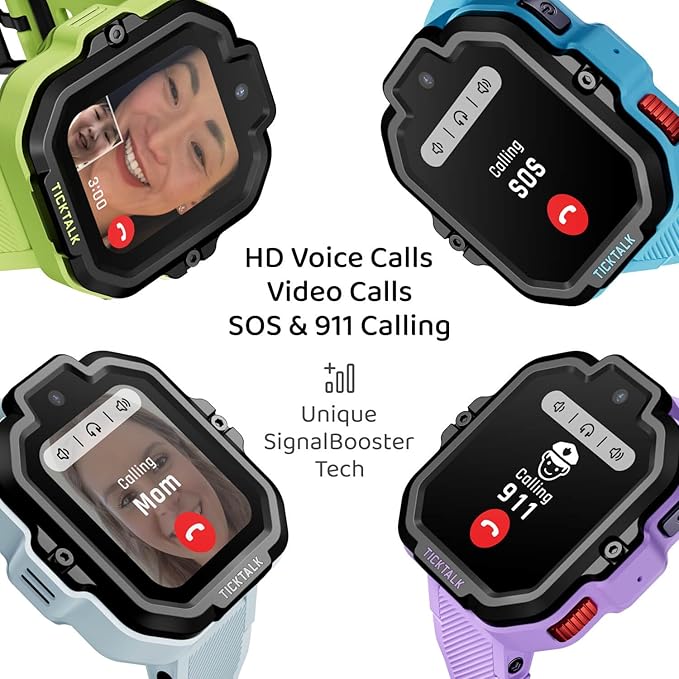 3:00
TICKTALK
Calling
SOS
TICKTALK
HD Voice Calls
Video Calls
SOS & 911 Calling
Unique
SignalBooster
Tech
Calling
Mom
TICKTALK
Calling
911
TICKTALK